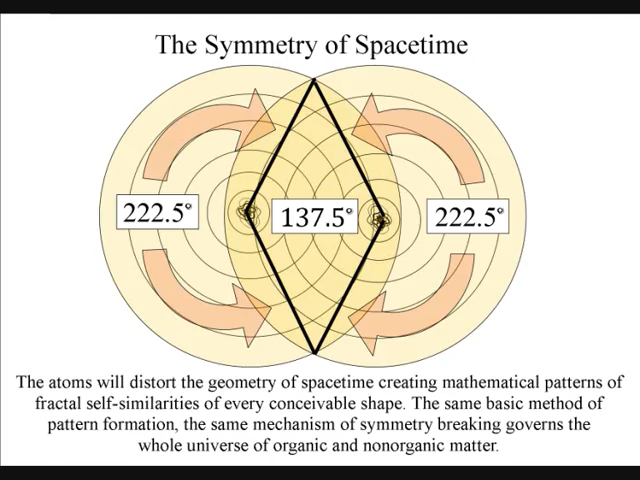 The Symmetry of Spacetime
222.5° 137.5° 222.5°
The atoms will distort the geometry of spacetime creating mathematical patterns of
fractal self-similarities of every conceivable shape. The same basic method of
pattern formation, the same mechanism of symmetry breaking governs the
whole universe of organic and nonorganic matter.